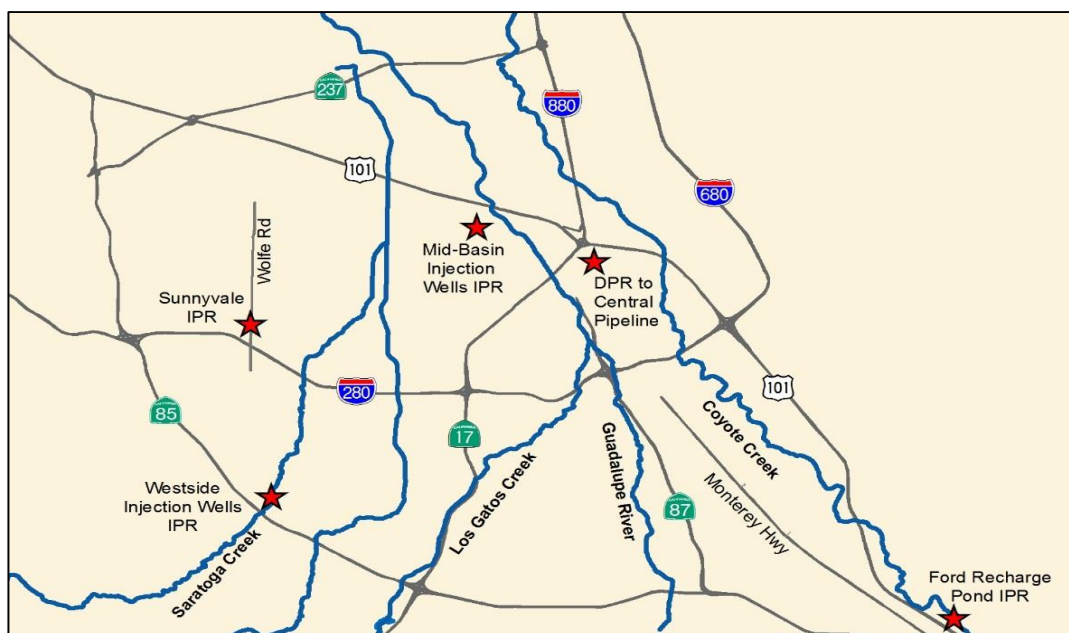 237
880
101
680
Wolfe Rd
Mid-Basin
Injection
Wells IPR
DPR to
Central
Pipeline
Sunnyvale
IPR
280
101
85
17
Coyote Creek
Guadalupe River
Los Gatos Creek
Monterey Hwy
87
Westside
Injection Wells
IPR
Saratoga Creek
Ford Recharge
Pond IPR